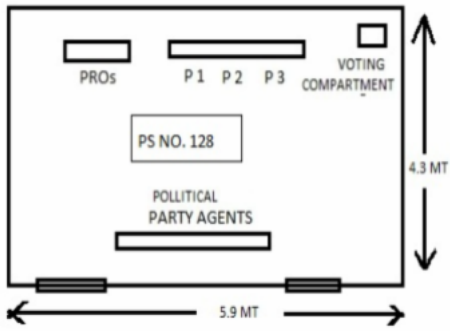 PROs
P 1 P 2 P 3
VOTING
COMPARTMENT
PS NO. 128
4.3 MT
POLLITICAL
PARTY AGENTS
5.9 MT